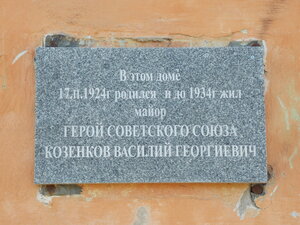 В этом доме
17.II.1924г родился и до 1934г жил
майор
ГЕРОЙ СОВЕТСКОГО СОЮЗА
КОЗЕНКОВ ВАСИЛИЙ ГЕОРГИЕВИЧ